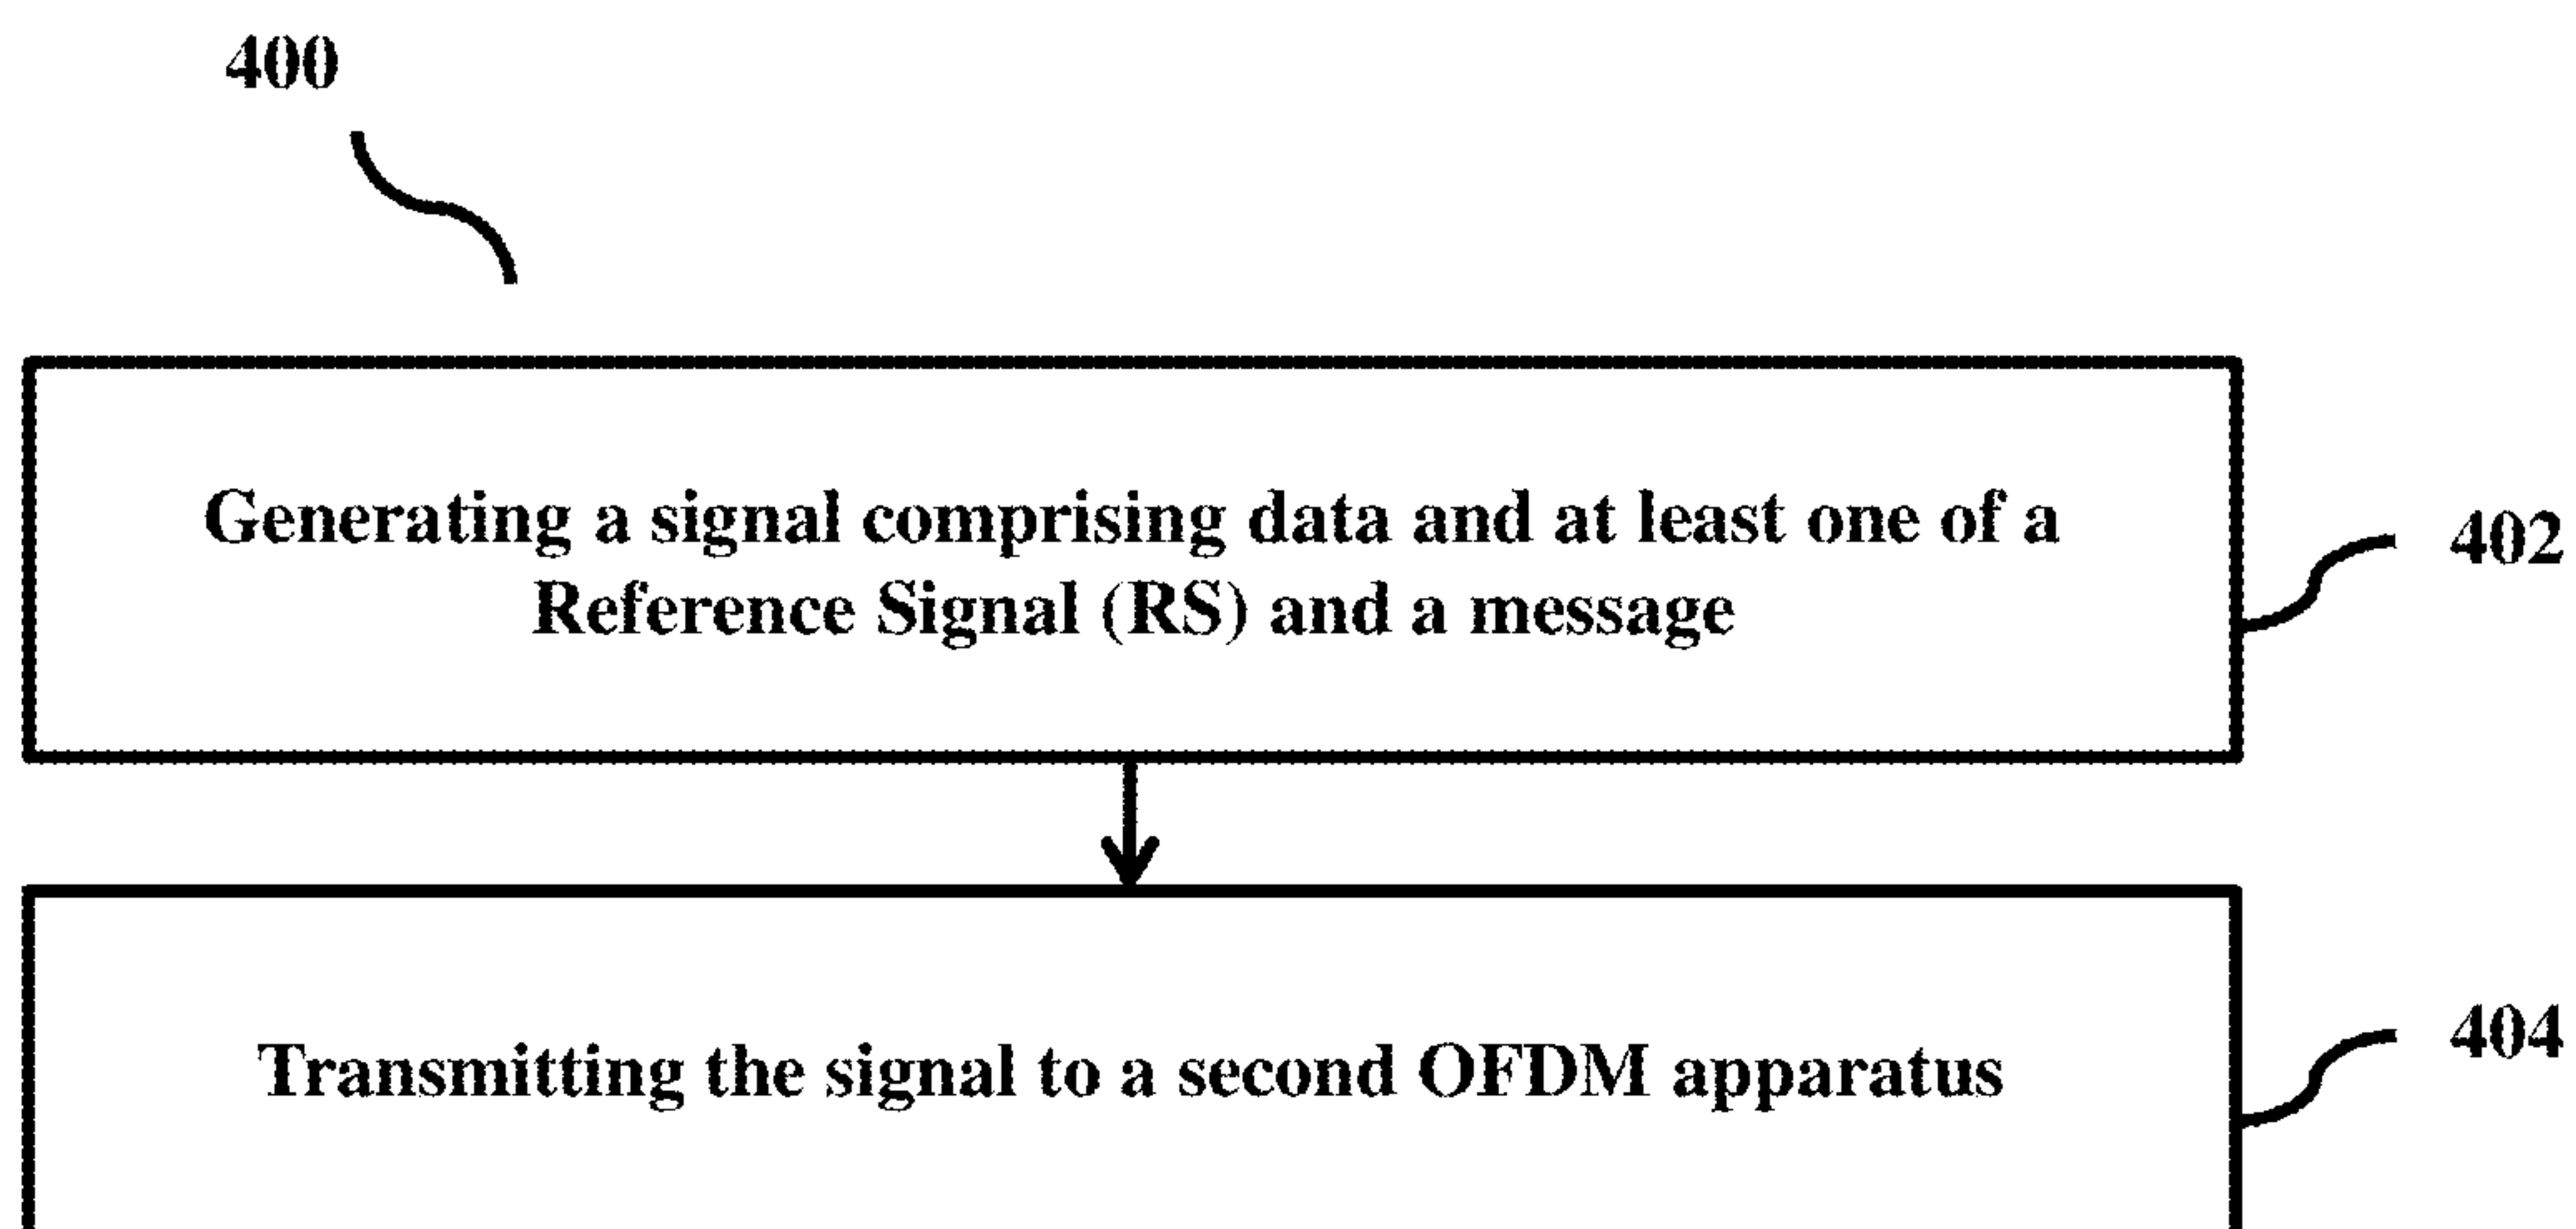 400
Generating a signal comprising data and at least one of a
Reference Signal (RS) and a message
402
Transmitting the signal to a second OFDM apparatus
404